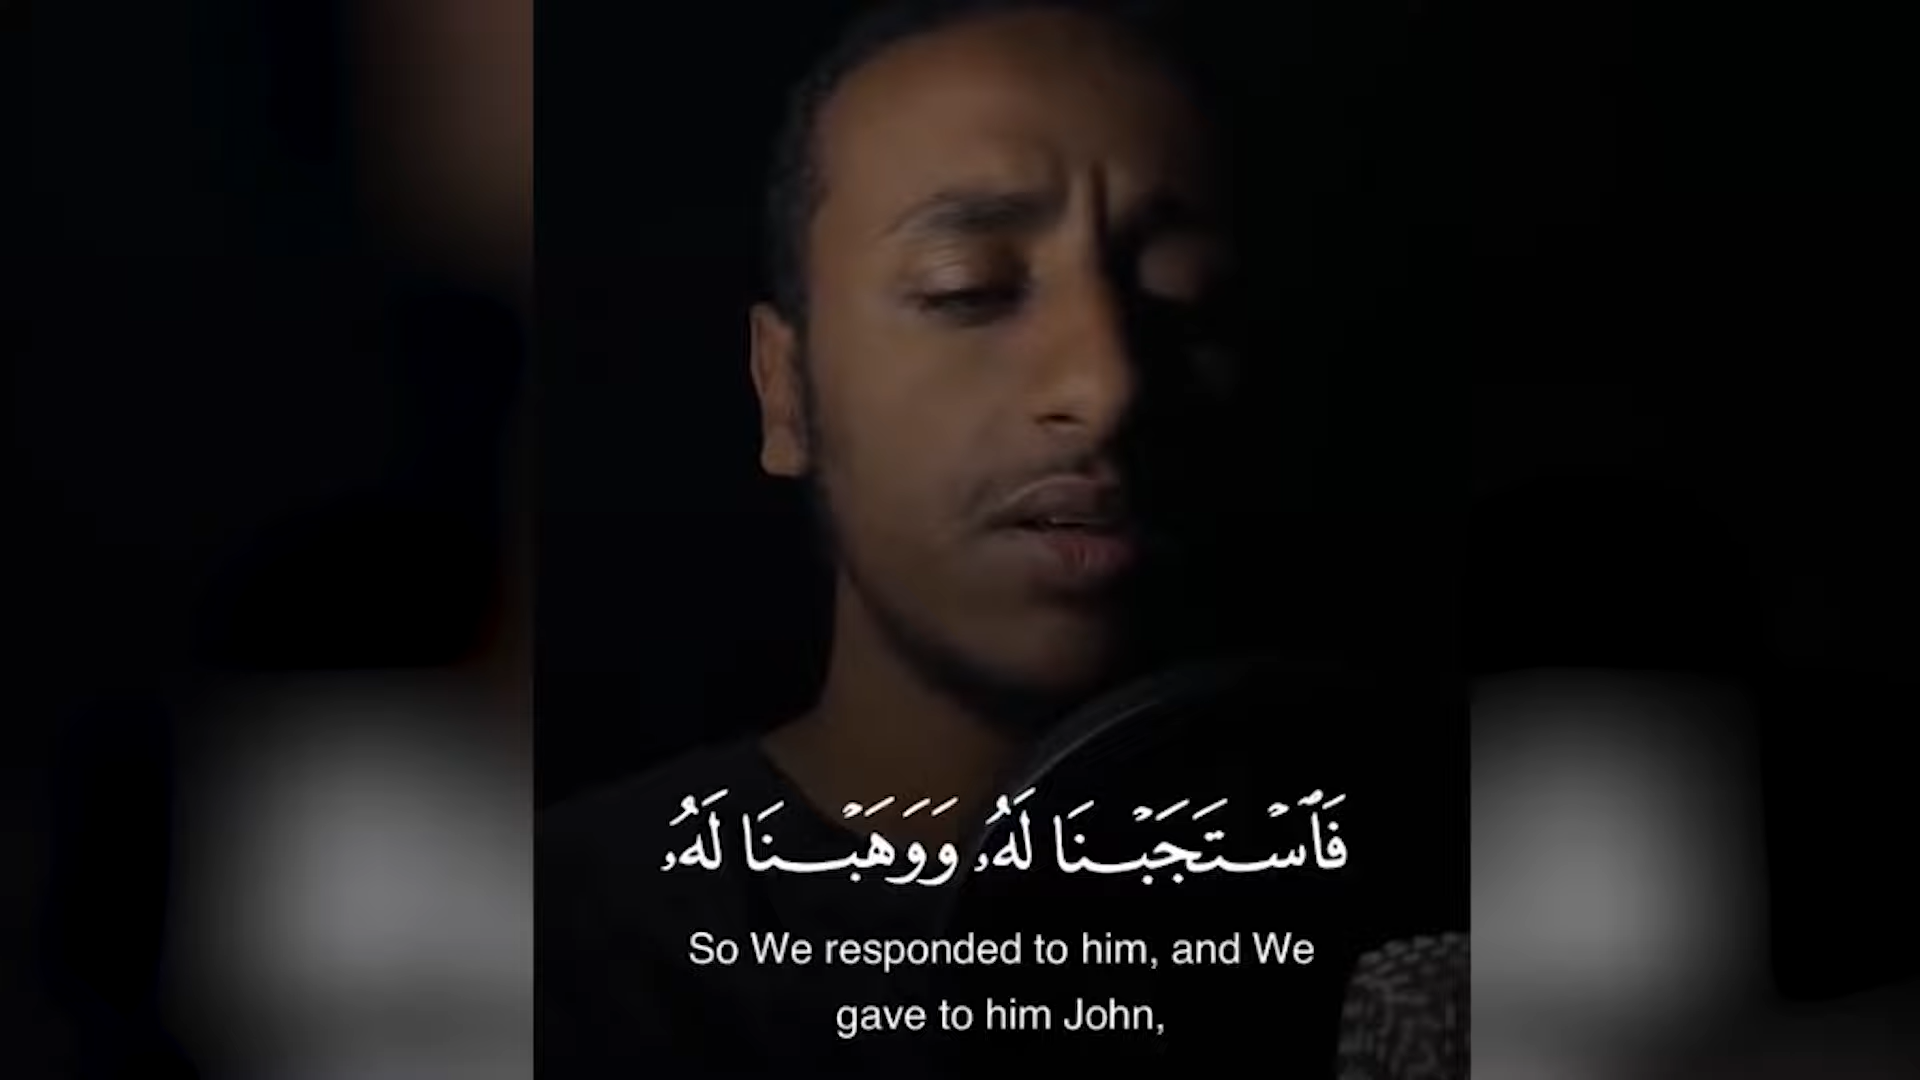 فَٱسْتَجَبْنَا لَهُۥ وَوَهَبْنَا لَهُۥ
So We responded to him, and We
gave to him John,